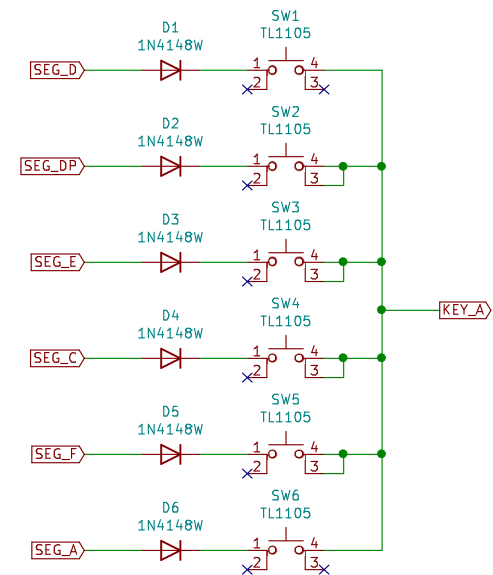 D1
1N4148W
SW1
TL1105
SEG_D
1 4
2 3
D2
1N4148W
SW2
TL1105
SEG_DP
1 4
2 3
D3
1N4148W
SW3
TL1105
SEG_E
1 4
2 3
KEY_A
D4
1N4148W
SW4
TL1105
SEG_C
1 4
2 3
D5
1N4148W
SW5
TL1105
SEG_F
1 4
2 3
D6
1N4148W
SW6
TL1105
SEG_A
1 4
2 3